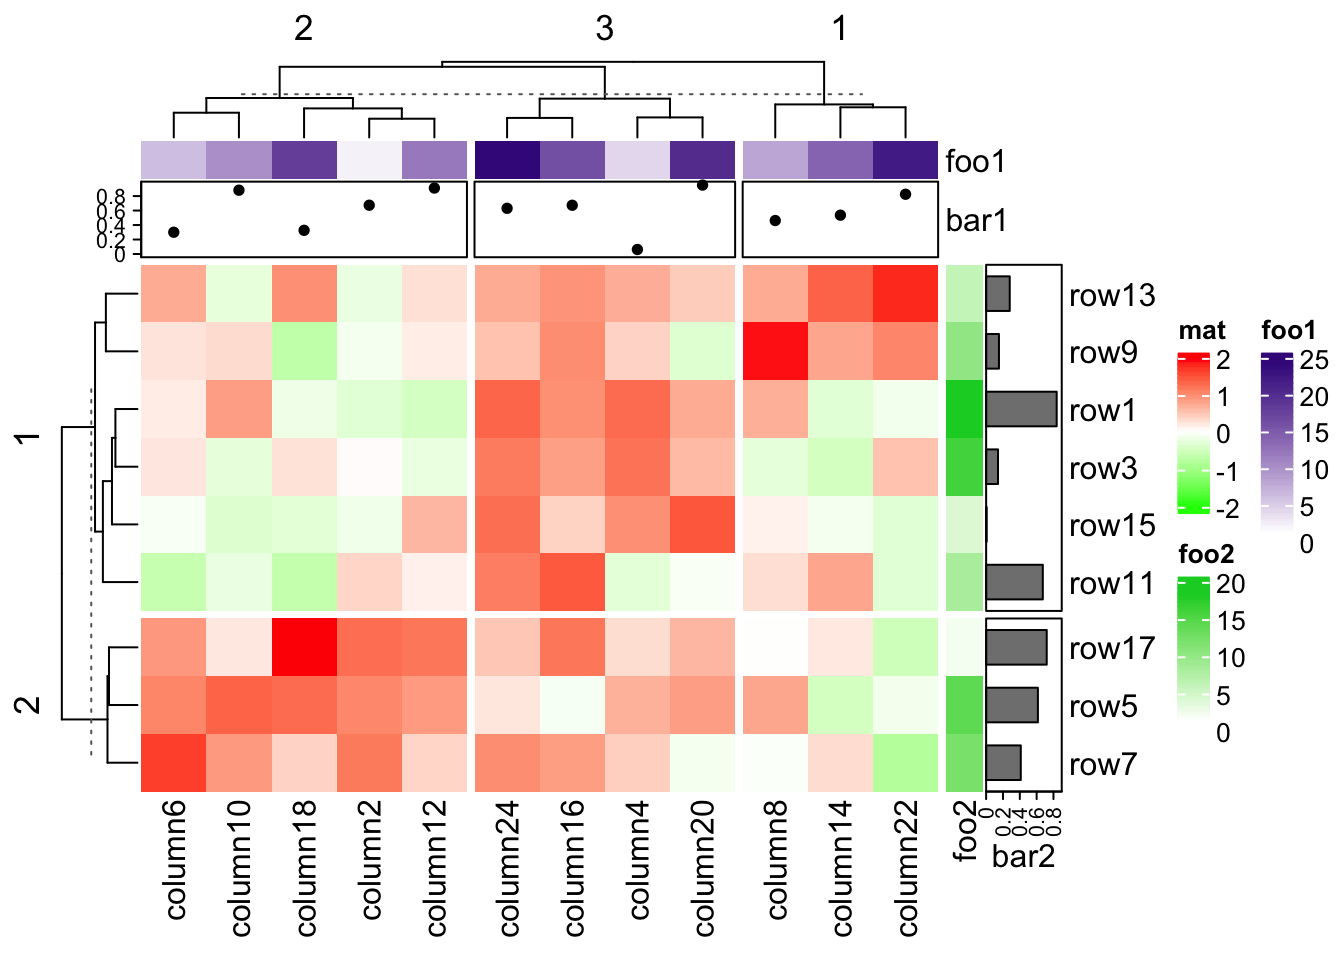 2 3 1
foo1
0.8
0.6
0.4
0.2
0
bar1
1
2
row13
row9
row1
row3
row15
row11
row17
row5
row7
column6
column10
column18
column2
column12
column24
column16
column4
column20
column8
column14
column22
foo2
0
0.2
0.4
0.6
0.8
bar2
mat
2
1
0
-1
-2
foo1
25
20
15
10
5
0
foo2
20
15
10
5
0